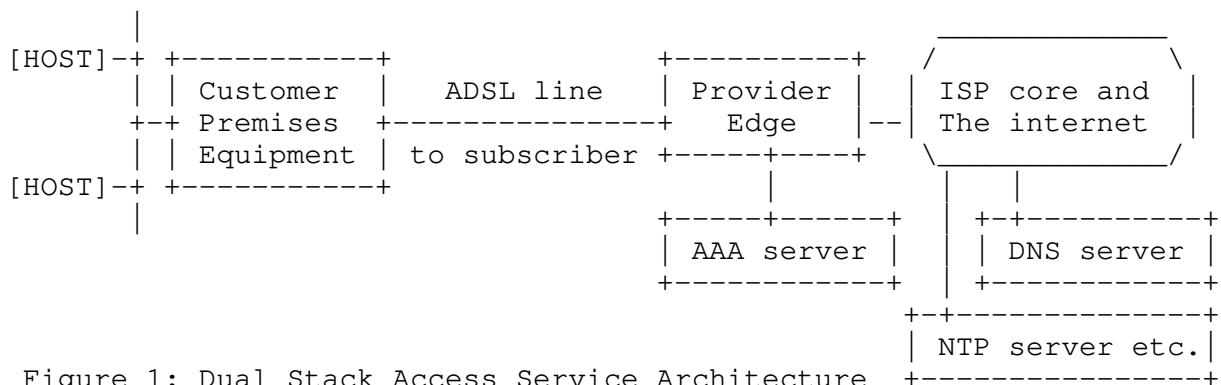 [HOST]
Customer ADSL line Provider ISP core and
Premises Edge The internet
Equipment to subscriber
[HOST]
AAA server DNS server
NTP server etc.
Figure 1: Dual Stack Access Service Architecture